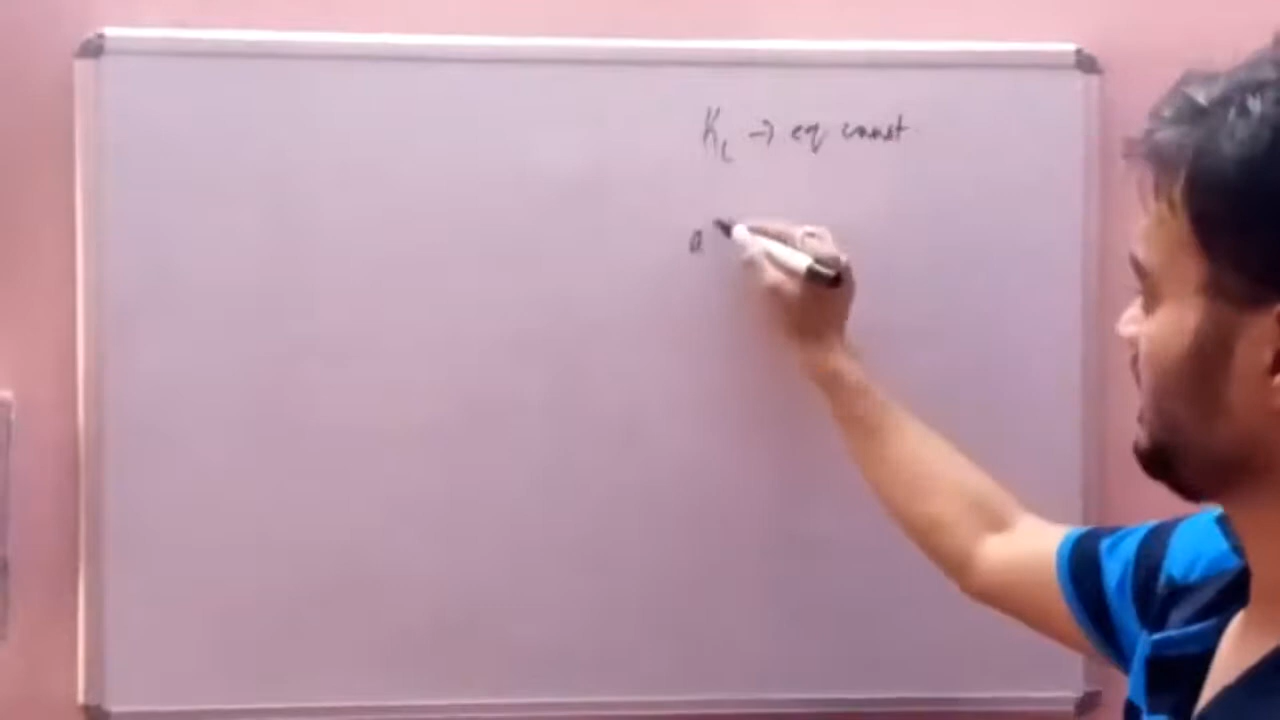 Kc → eq const
a